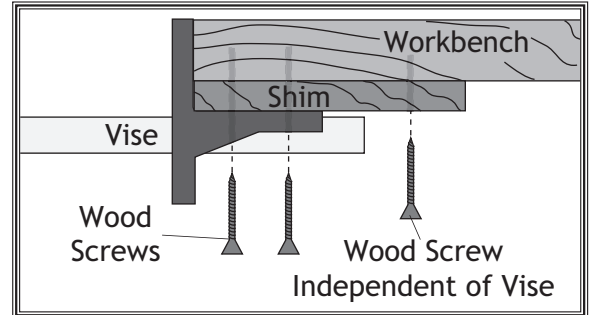 Workbench
Shim
Vise
Wood
Screws
Wood Screw
Independent of Vise